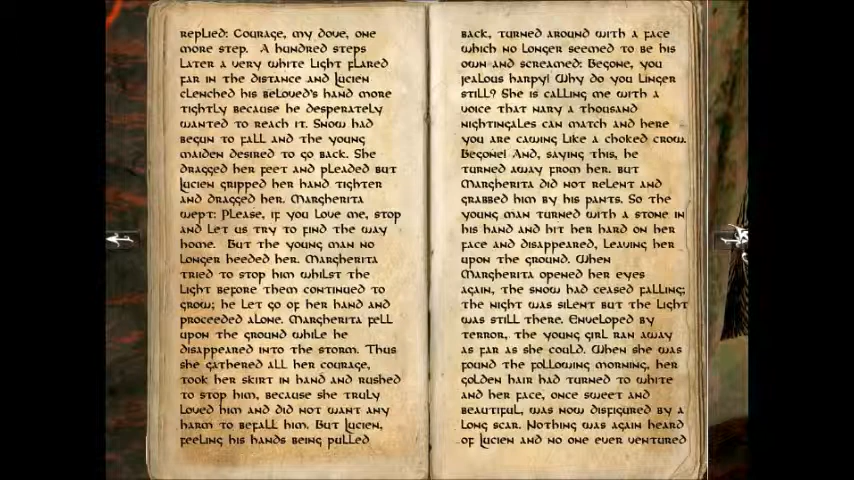 replied: Courage, my dove, one
more step. A hundred steps
later a very white light flared
far in the distance and Lucien
clenched his beloved's hand more
tightly because he desperately
wanted to reach it. Snow had
begun to fall and the young
maiden desired to go back. She
dragged her feet and pleaded but
Lucien gripped her hand tighter
and dragged her. Margherita
wept: Please, if you love me, stop
and let us try to find the way
home. But the young man no
longer heeded her. Margherita
tried to stop him whilst the
light before them continued to
grow; he let go of her hand and
proceeded alone. Margherita fell
upon the ground while he
disappeared into the storm. Thus
she gathered all her courage,
took her skirt in hand and rushed
to stop him, because she truly
loved him and did not want any
harm to befall him. But Lucien,
feeling his hands being pulled
back, turned around with a face
which no longer seemed to be his
own and screamed: Begone, you
jealous harpy! Why do you linger
still? She is calling me with a
voice that nary a thousand
nightingales can match and here
you are cawing like a choked crow.
Begone! And, saying this, he
turned away from her. But
Margherita did not relent and
grabbed him by his pants. So the
young man turned with a stone in
his hand and hit her hard on her
face and disappeared, leaving her
upon the ground. When
Margherita opened her eyes
again, the snow had ceased falling;
the night was silent but the light
was still there. Enveloped by
terror, the young girl ran away
as far as she could. When she was
found the following morning, her
golden hair had turned to white
and her face, once sweet and
beautiful, was now disfigured by a
long scar. Nothing was again heard
of Lucien and no one ever ventured